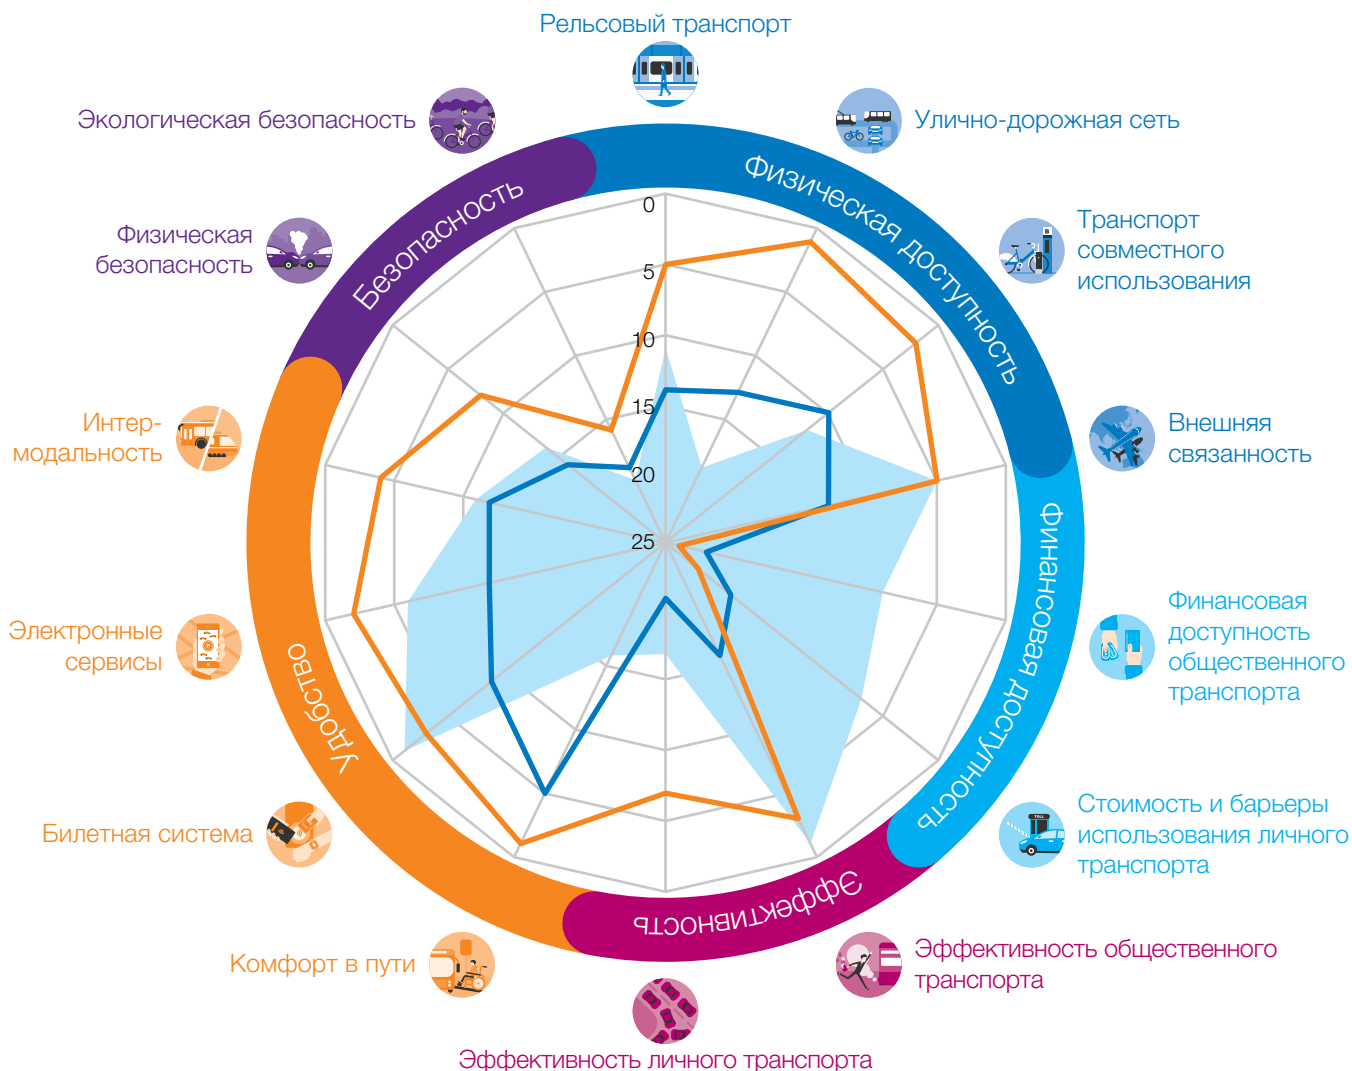 Рельсовый транспорт
Экологическая безопасность
Улично-дорожная сеть
Физическая
безопасность
Транспорт
совместного
использования
Безопасность
Физическая доступность
0
5
10
15
20
25
Интер-
модальность
Внешняя
связанность
Электронные
сервисы
Финансовая
доступность
общественного
транспорта
Удобство
Финансовая доступность
Билетная система
TOLL
Стоимость и барьеры
использования личного
транспорта
Эффективность
Комфорт в пути
Эффективность общественного
транспорта
Эффективность личного транспорта